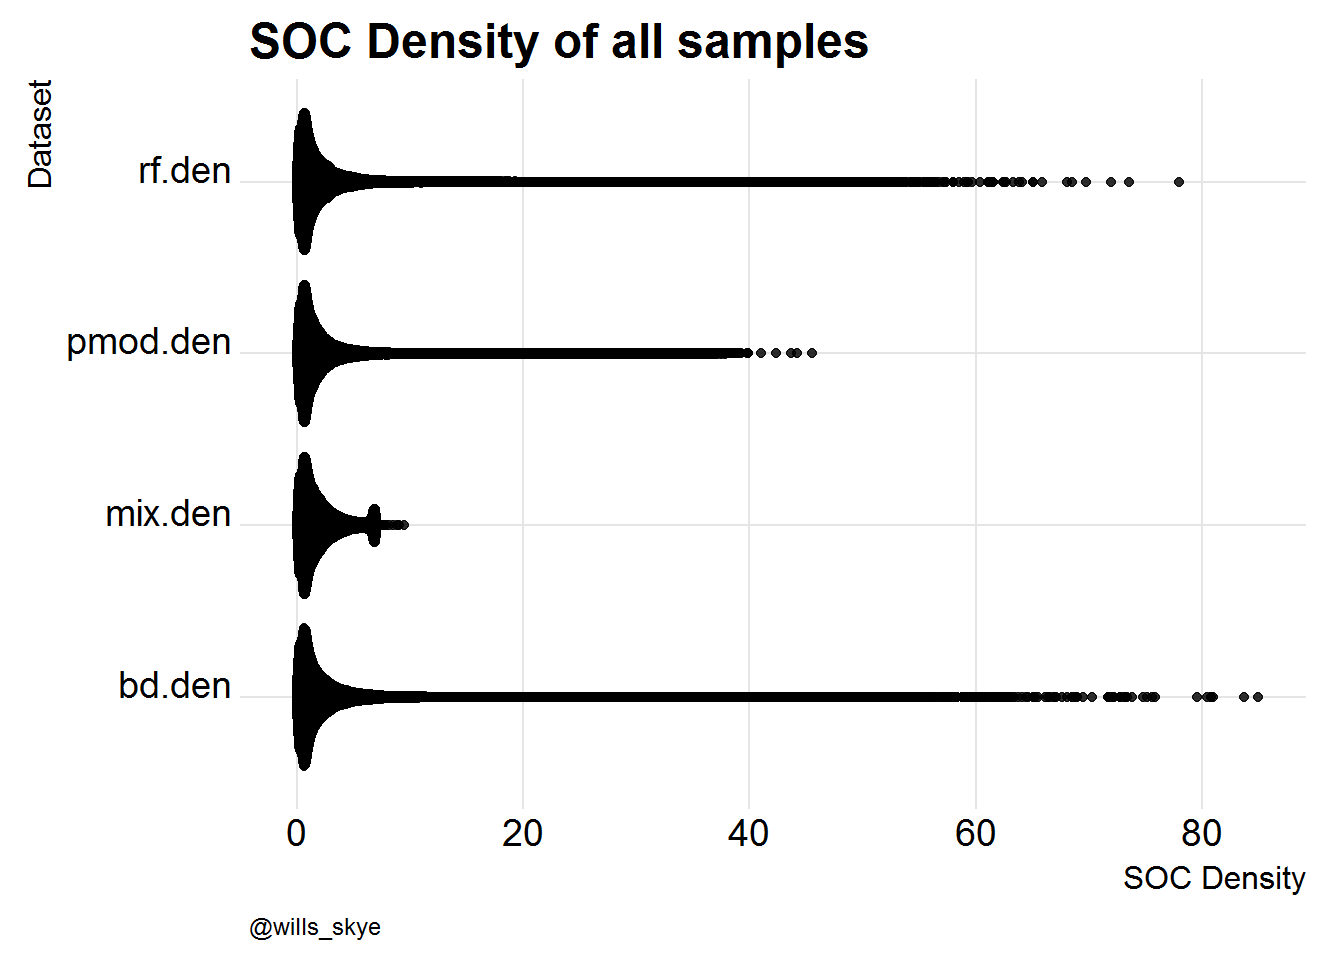 SOC Density of all samples
Dataset
rf.den
pmod.den
mix.den
bd.den
0 20 40 60 80
SOC Density
@wills_skye